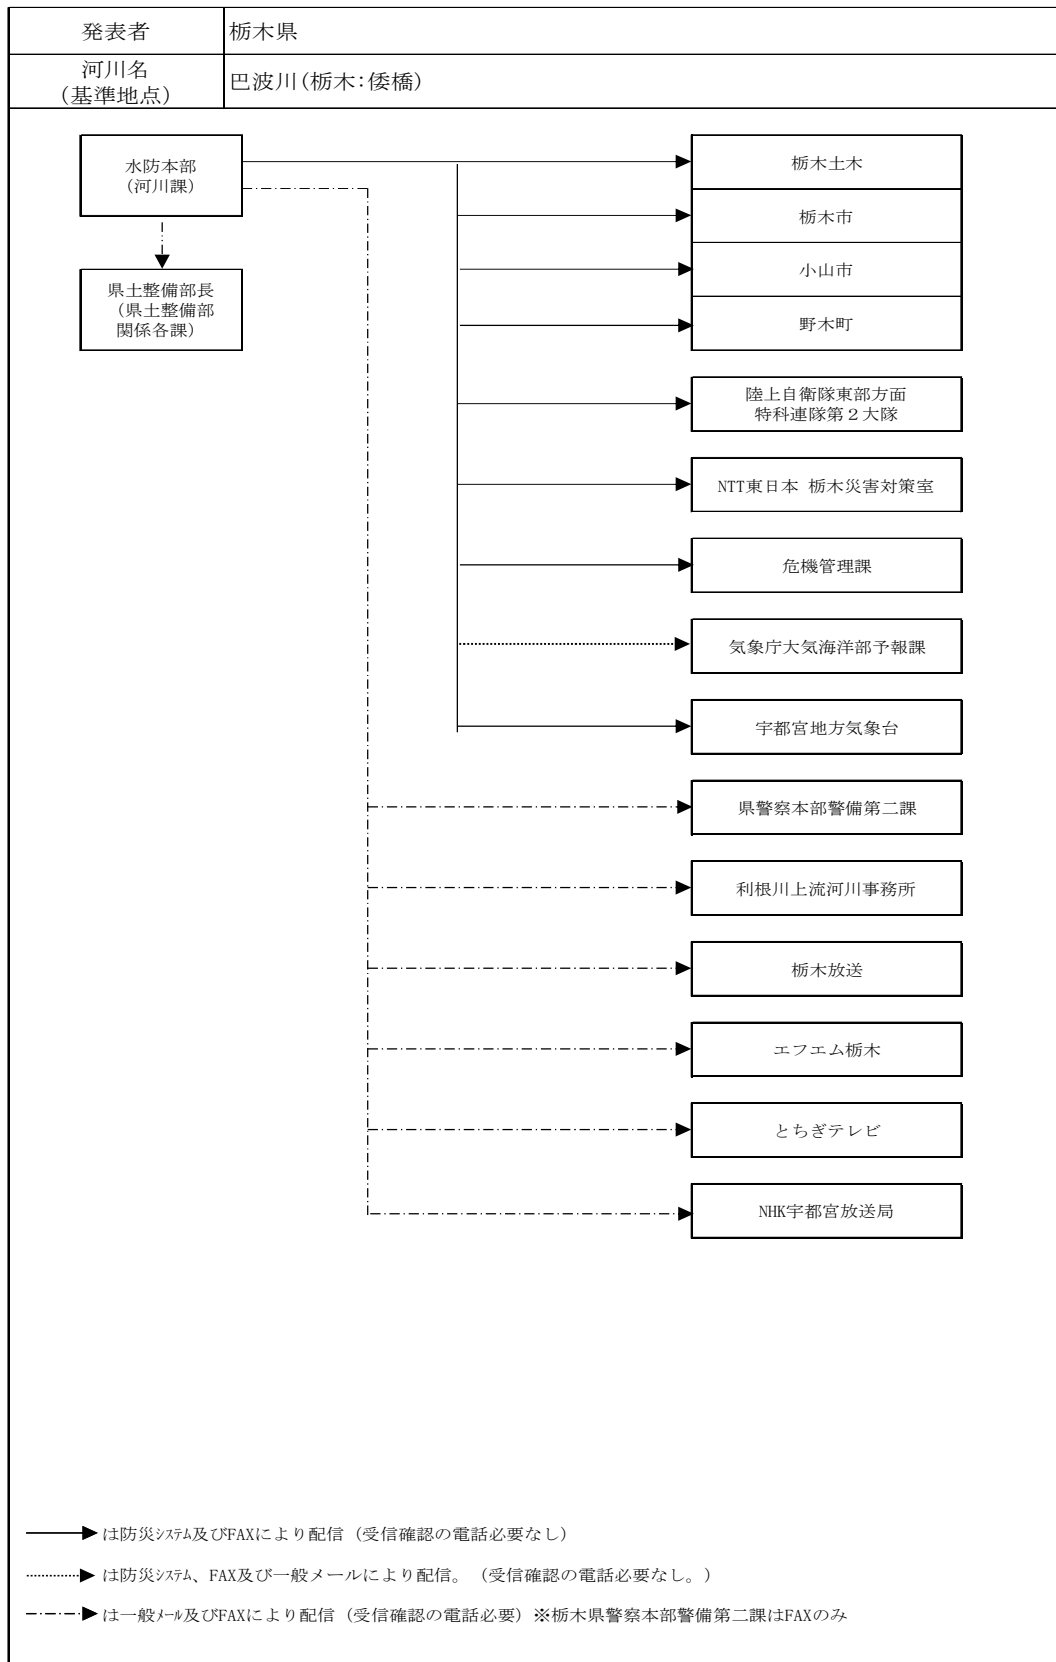 発表者
栃木県
河川名
(基準地点)
巴波川(栃木:倭橋)
水防本部
(河川課)
県土整備部長
(県土整備部
関係各課)
栃木土木
栃木市
小山市
野木町
陸上自衛隊東部方面
特科連隊第２大隊
NTT東日本 栃木災害対策室
危機管理課
気象庁大気海洋部予報課
宇都宮地方気象台
県警察本部警備第二課
利根川上流河川事務所
栃木放送
エフエム栃木
とちぎテレビ
NHK宇都宮放送局
は防災ｼｽﾃﾑ及びFAXにより配信（受信確認の電話必要なし）
は防災ｼｽﾃﾑ、FAX及び一般メールにより配信。（受信確認の電話必要なし。）
は一般ﾒｰﾙ及びFAXにより配信（受信確認の電話必要）※栃木県警察本部警備第二課はFAXのみ